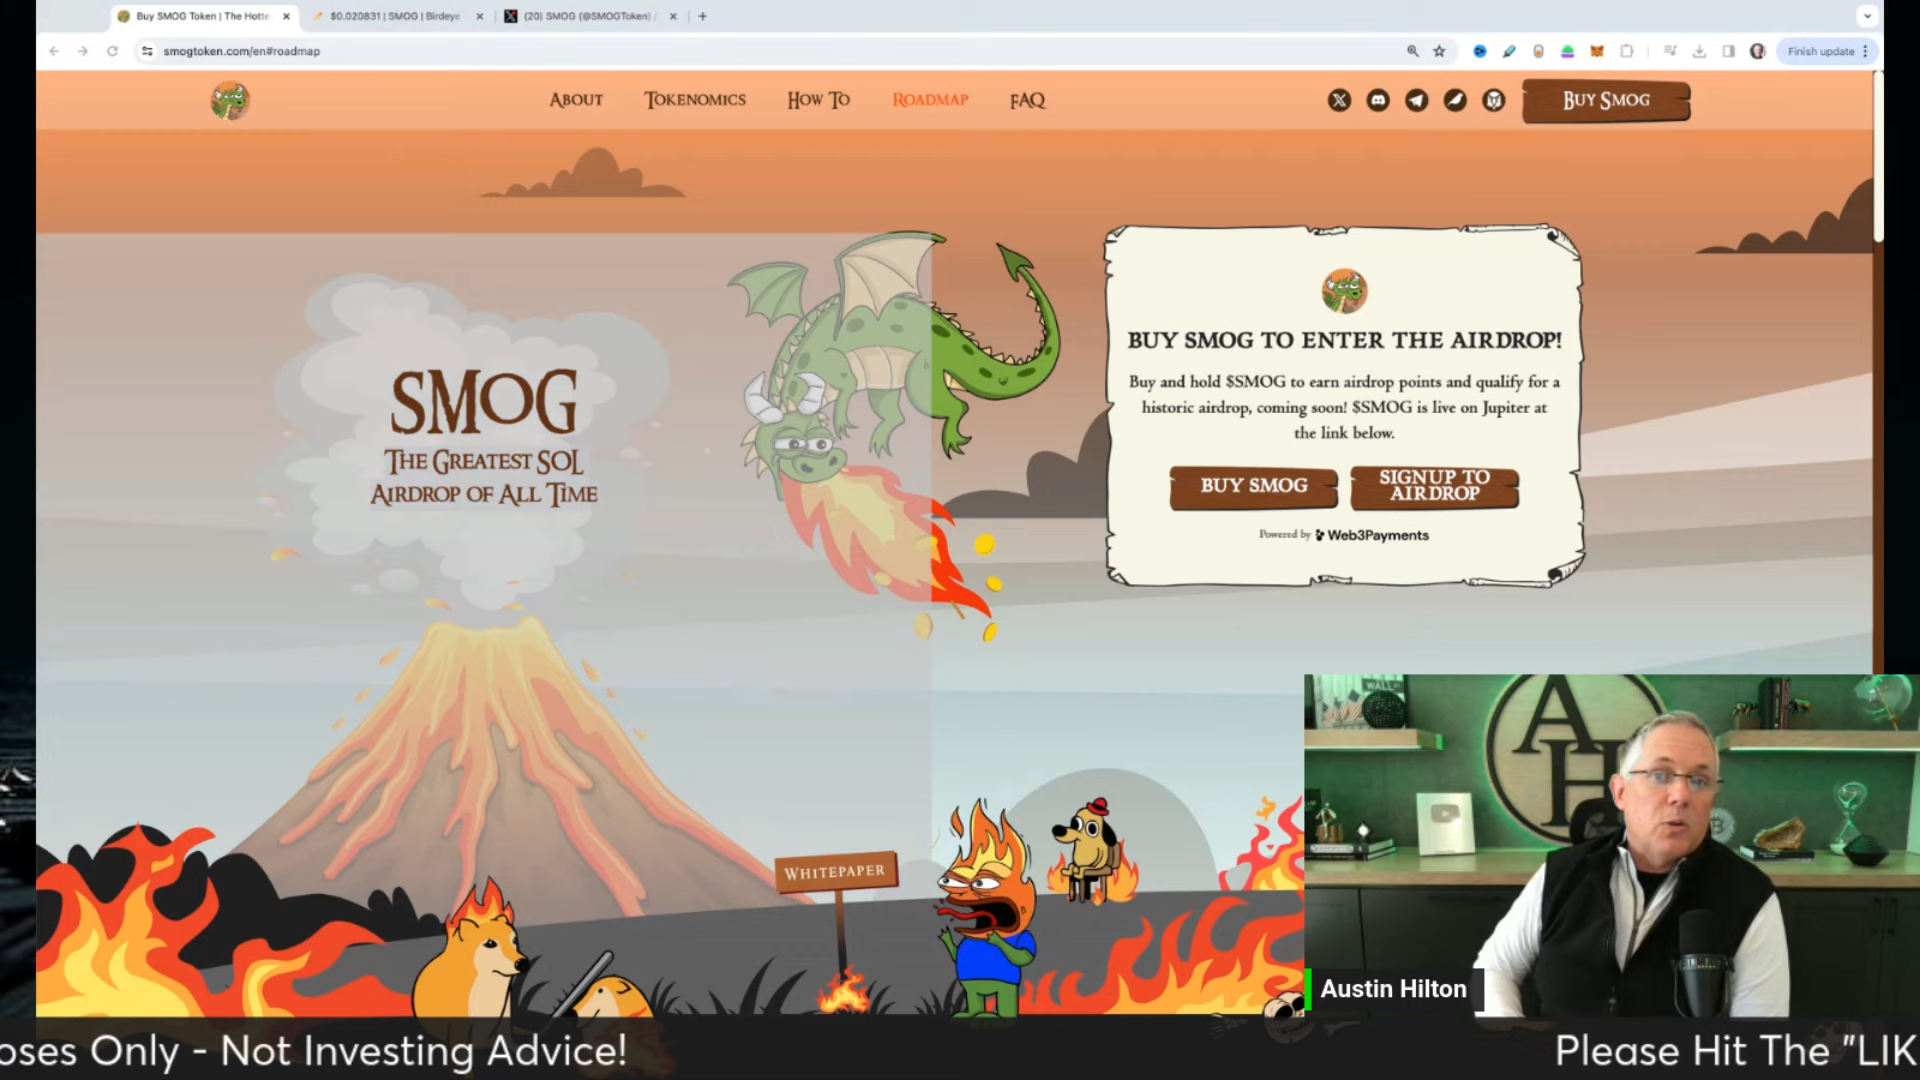 Buy SMOG Token | The Hotte
$0.020831 | SMOG | Birdeye
(20) SMOG (@SMOGToken) /
smogtoken.com/en#roadmap
Finish update
About
Tokenomics
How To
Roadmap
FAQ
Buy Smog
SMOG
The Greatest SOL
Airdrop of All Time
BUY SMOG TO ENTER THE AIRDROP!
Buy and hold $SMOG to earn airdrop points and qualify for a
historic airdrop, coming soon! $SMOG is live on Jupiter at
the link below.
BUY SMOG
SIGNUP TO
AIRDROP
Powered by Web3Payments
Whitepaper
WALL
AH
Austin Hilton
oses Only - Not Investing Advice!
Please Hit The "LIK